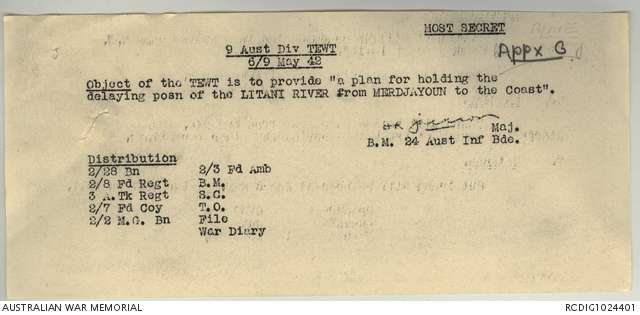 MOST SECRET
Appx G
9 Aust Div TEWT
6/9 May 42
Object of the TEWT is to provide "a plan for holding the
delaying posn of the LITANI RIVER from MERDJAYOUN to the Coast".
Maj.
B.M. 24 Aust Inf Bde.
Distribution
2/28 Bn 2/3 Fd Amb
2/8 Fd Regt B.M.
3 A.Tk Regt S.C.
2/7 Fd Coy T.O.
2/2 M.G. Bn File
War Diary
AUSTRALIAN WAR MEMORIAL
RCDIG1024401